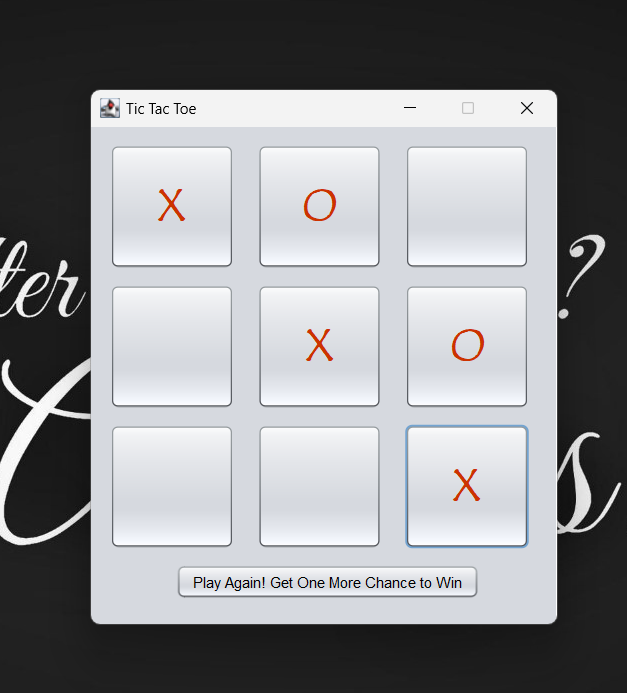 Tic Tac Toe
X O
?
X O
X
Play Again! Get One More Chance to Win